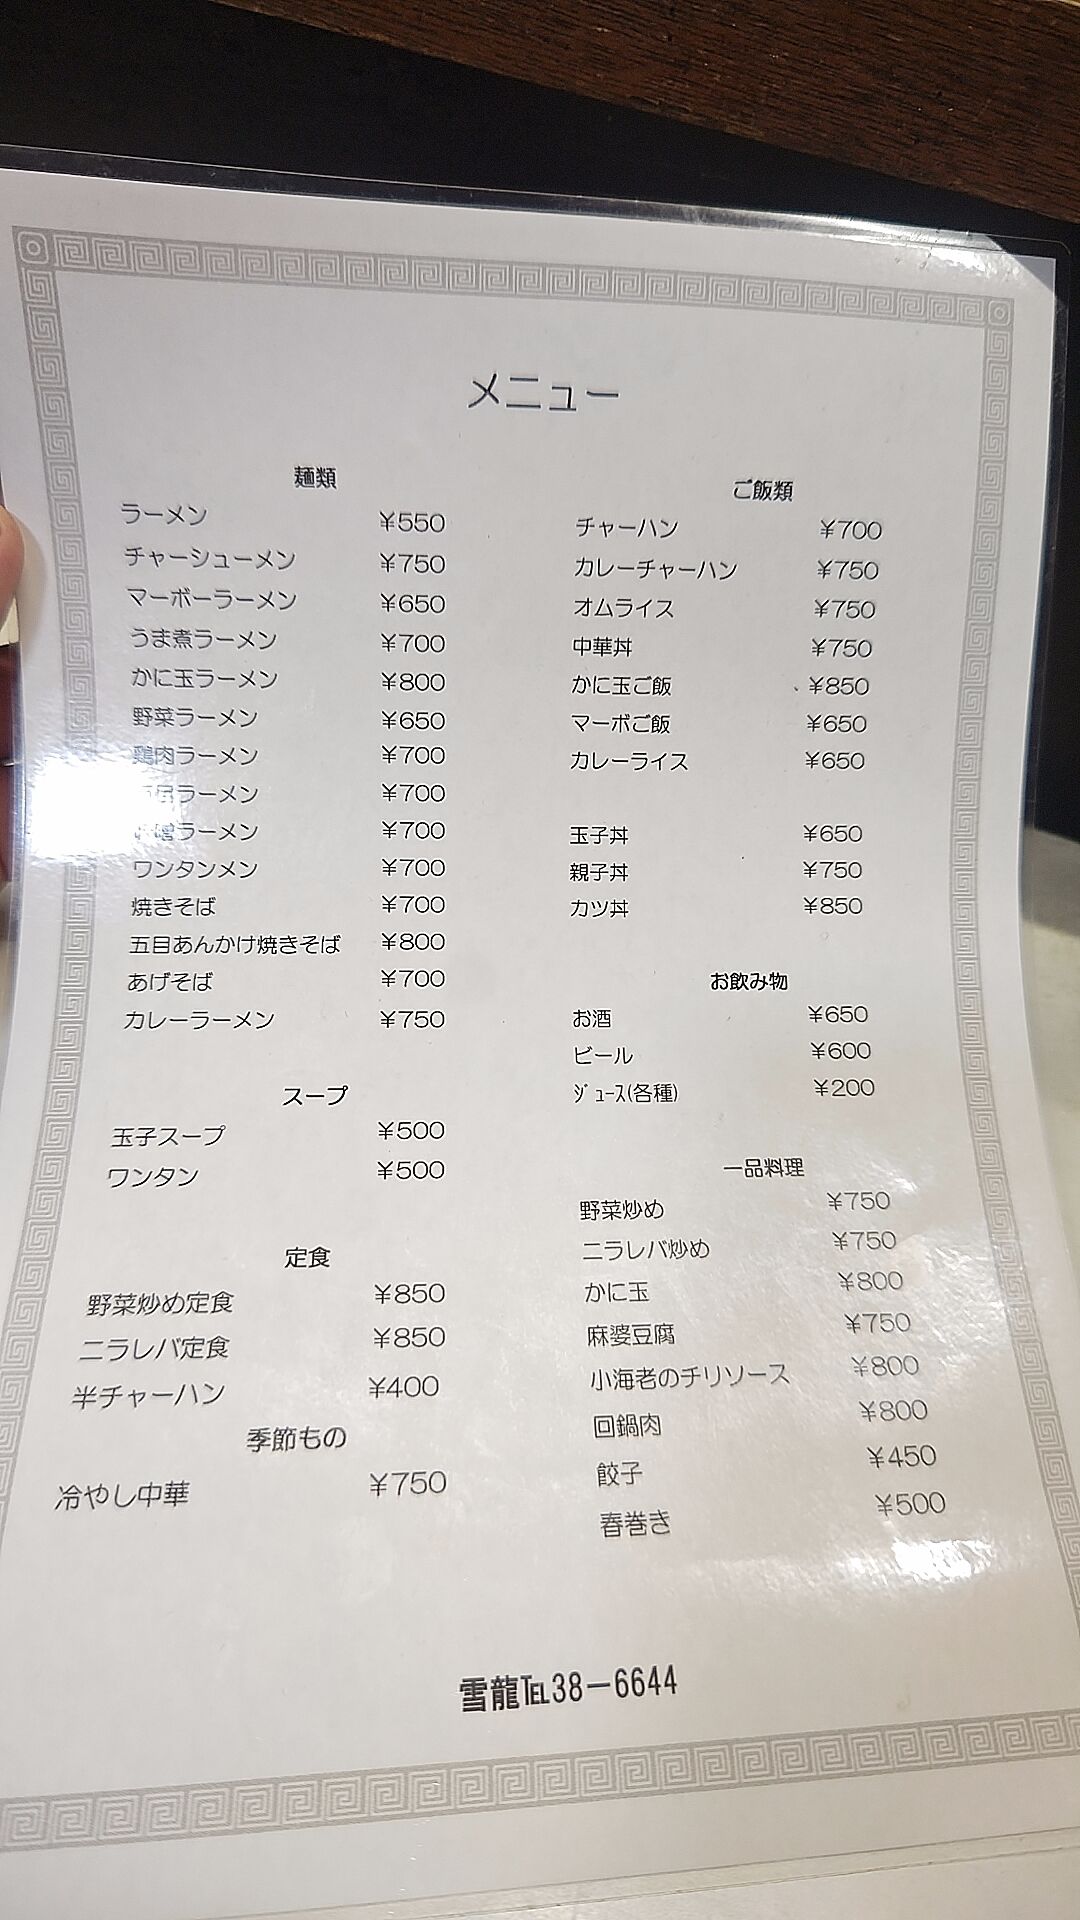 メニュー
麺類
ラーメン ¥550
チャーシューメン ¥750
マーボーラーメン ¥650
うま煮ラーメン ¥700
かに玉ラーメン ¥800
野菜ラーメン ¥650
鶏肉ラーメン ¥700
ラーメン ¥700
味噌ラーメン ¥700
ワンタンメン ¥700
焼きそば ¥700
五目あんかけ焼きそば ¥800
あげそば ¥700
カレーラーメン ¥750
スープ
玉子スープ ¥500
ワンタン ¥500
定食
野菜炒め定食 ¥850
ニラレバ定食 ¥850
半チャーハン ¥400
季節もの
冷やし中華 ¥750
ご飯類
チャーハン ¥700
カレーチャーハン ¥750
オムライス ¥750
中華丼 ¥750
かに玉ご飯 ¥850
マーボご飯 ¥650
カレーライス ¥650
玉子丼 ¥650
親子丼 ¥750
カツ丼 ¥850
お飲み物
お酒 ¥650
ビール ¥600
ｼﾞｭｰｽ(各種) ¥200
一品料理
野菜炒め ¥750
ニラレバ炒め ¥750
かに玉 ¥800
麻婆豆腐 ¥750
小海老のチリソース ¥800
回鍋肉 ¥800
餃子 ¥450
春巻き ¥500
雪龍℡38－6644